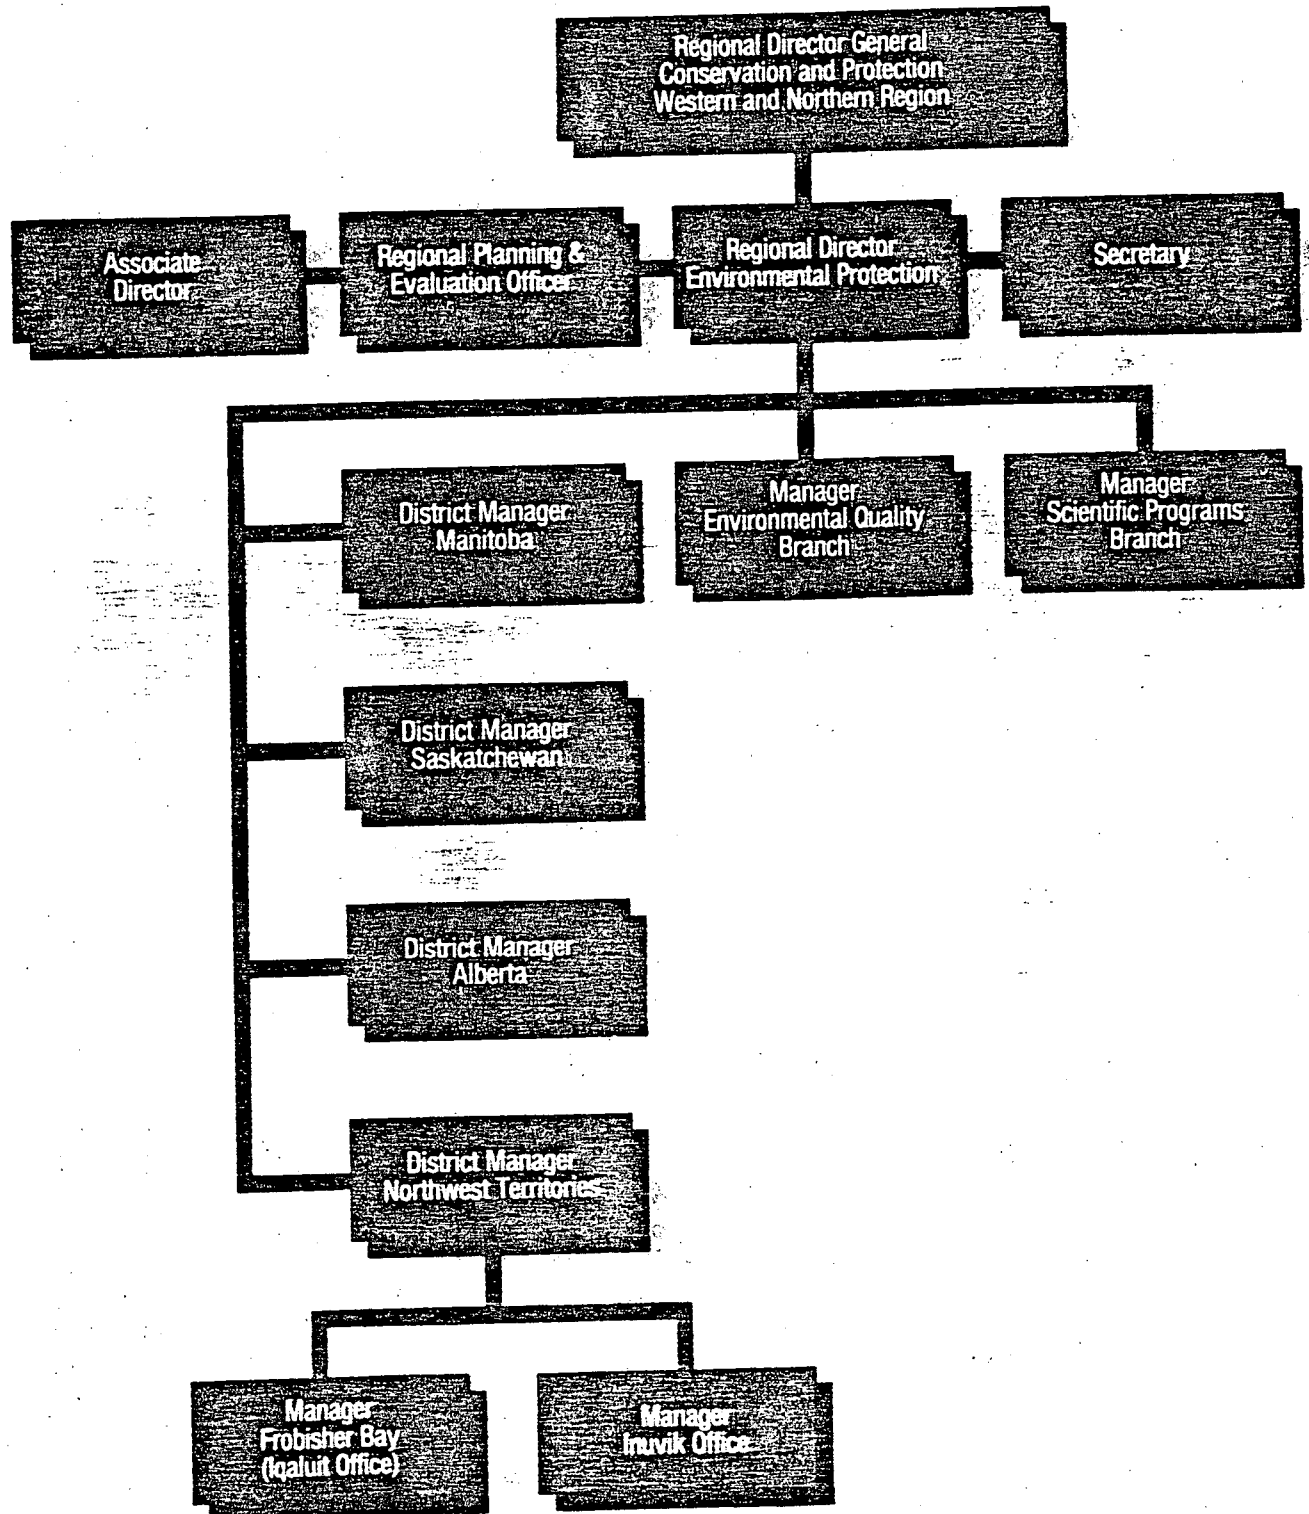 Regional Director General
Conservation and Protection
Western and Northern Region
Associate
Director
Regional Planning &
Evaluation Officer
Regional Director
Environmental Protection
Secretary
District Manager
Manitoba
Manager
Environmental Quality
Branch
Manager
Scientific Programs
Branch
District Manager
Saskatchewan
District Manager
Alberta
District Manager
Northwest Territories
Manager
Frobisher Bay
(Iqaluit Office)
Manager
Inuvik Office